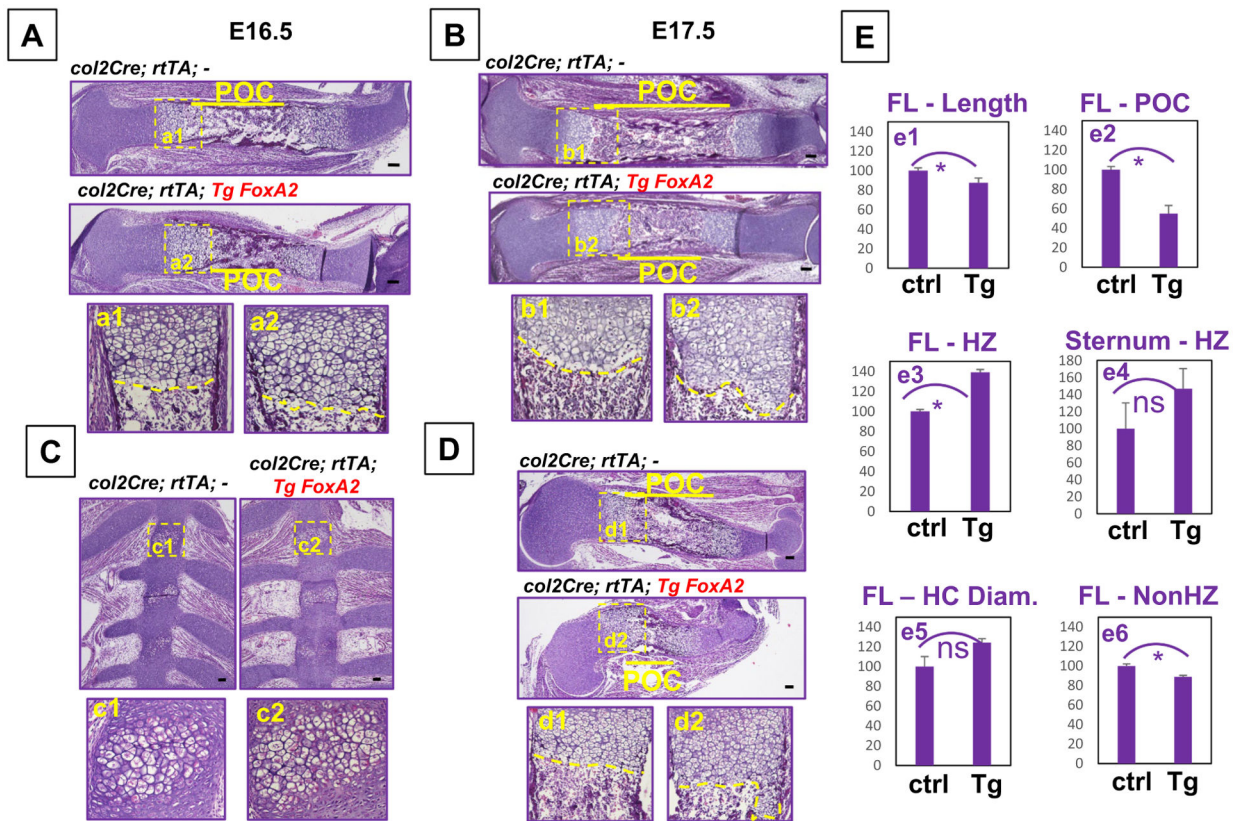 A
E16.5
col2Cre; rtTA; -
POC
a1
col2Cre; rtTA; Tg FoxA2
a2
POC
a1
a2
B
E17.5
col2Cre; rtTA; -
POC
b1
col2Cre; rtTA; Tg FoxA2
b2
POC
b1
b2
C
col2Cre; rtTA; -
col2Cre; rtTA;
Tg FoxA2
c1
c2
c1
c2
D
col2Cre; rtTA; -
POC
d1
col2Cre; rtTA; Tg FoxA2
d2
POC
d1
d2
E
FL - Length
e1
*
140
120
100
80
60
40
20
0
ctrl Tg
FL - POC
e2
*
140
120
100
80
60
40
20
0
ctrl Tg
FL - HZ
e3
*
140
120
100
80
60
40
20
0
ctrl Tg
Sternum - HZ
e4
ns
180
160
140
120
100
80
60
40
20
0
ctrl Tg
FL – HC Diam.
e5
ns
140
120
100
80
60
40
20
0
ctrl Tg
FL - NonHZ
e6
*
140
120
100
80
60
40
20
0
ctrl Tg